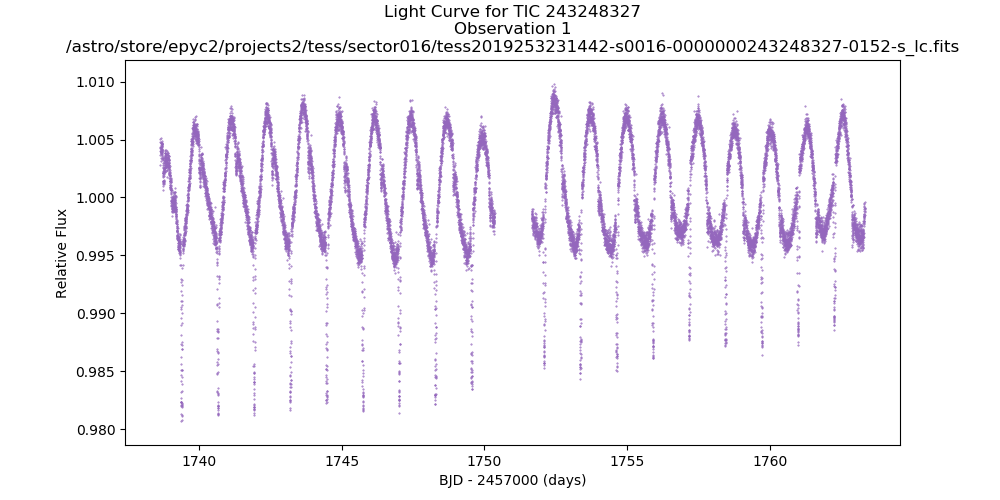 Light Curve for TIC 243248327
Observation 1
/astro/store/epyc2/projects2/tess/sector016/tess2019253231442-s0016-0000000243248327-0152-s_lc.fits
1.010
1.005
1.000
0.995
0.990
0.985
0.980
Relative Flux
1740
1745
1750
1755
1760
BJD - 2457000 (days)